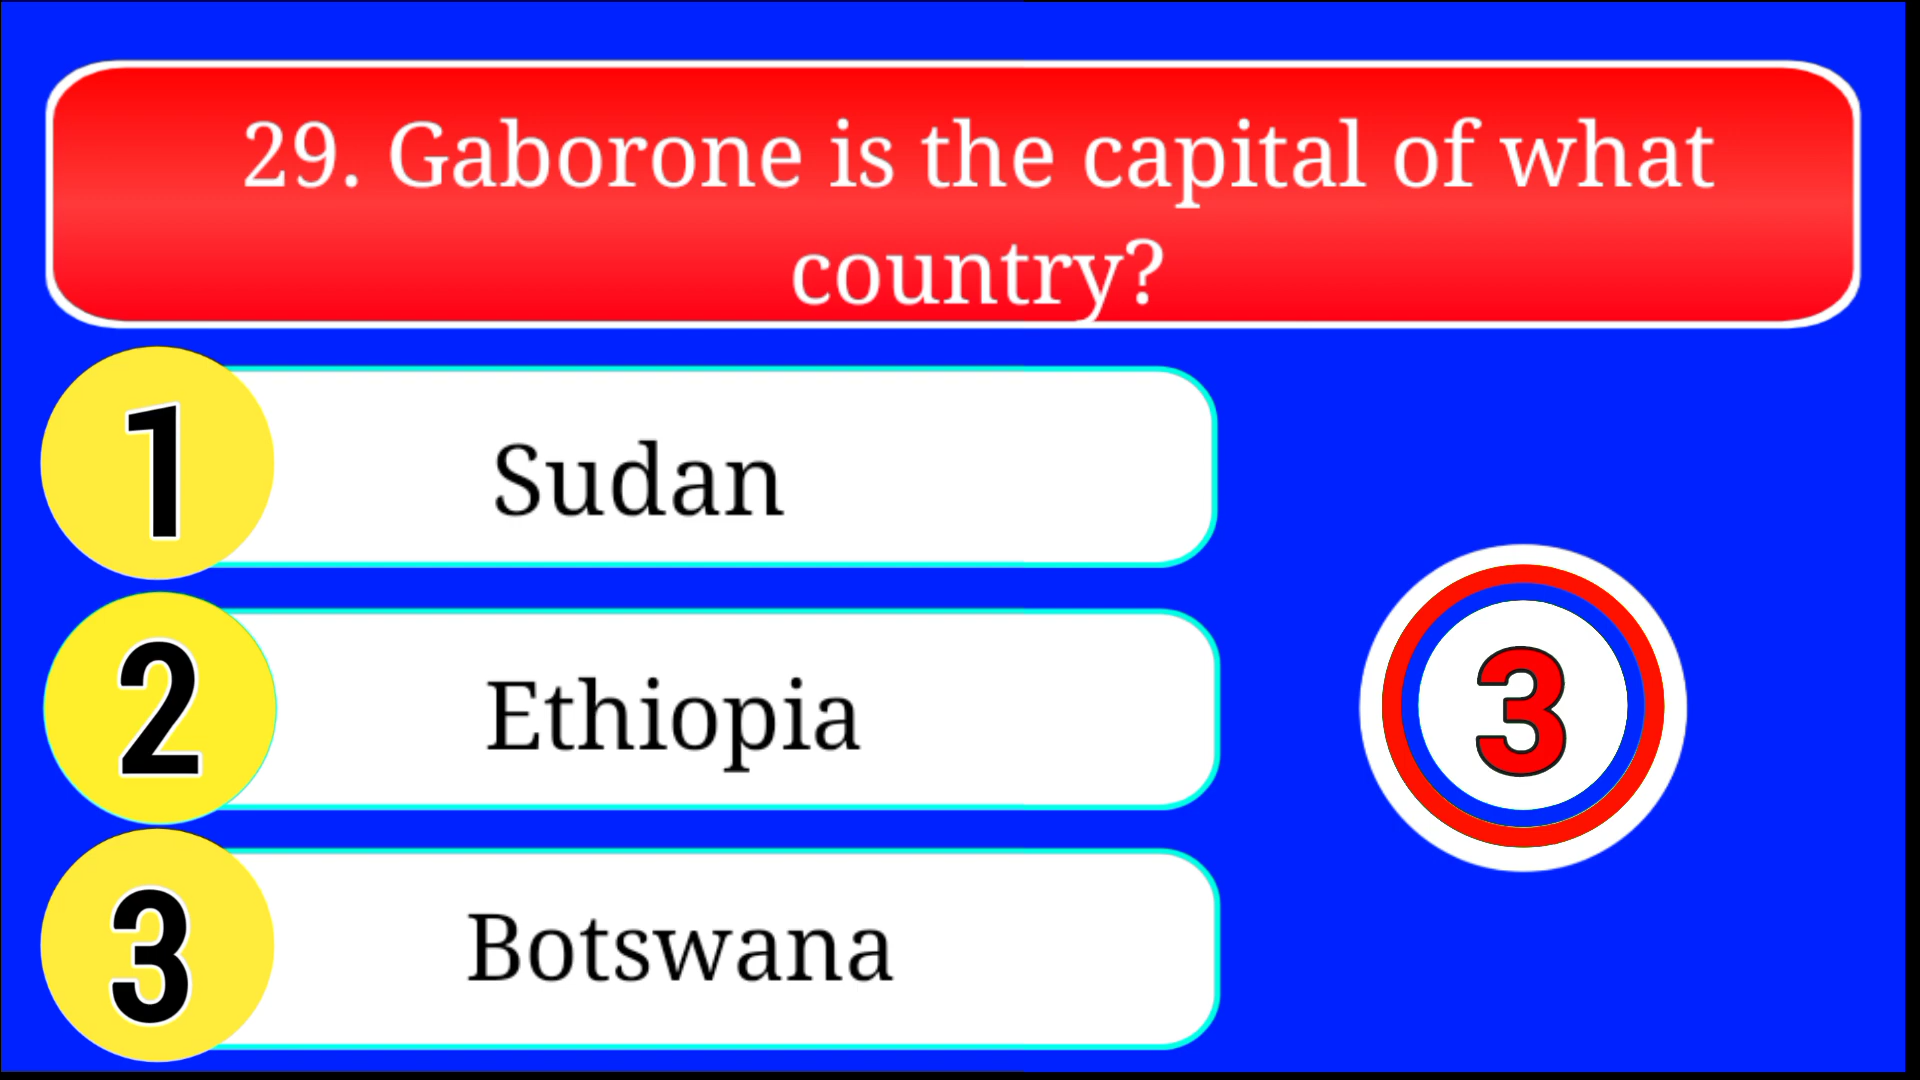 29. Gaborone is the capital of what
country?
1
Sudan
2
Ethiopia
3
3
Botswana